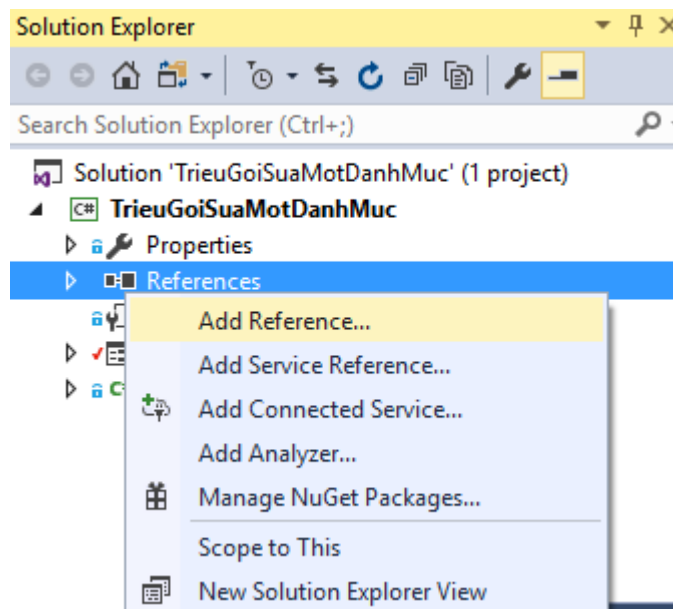 Solution Explorer
Search Solution Explorer (Ctrl+;)
Solution 'TrieuGoiSuaMotDanhMuc' (1 project)
C# TrieuGoiSuaMotDanhMuc
Properties
References
Add Reference...
Add Service Reference...
Add Connected Service...
Add Analyzer...
Manage NuGet Packages...
Scope to This
New Solution Explorer View